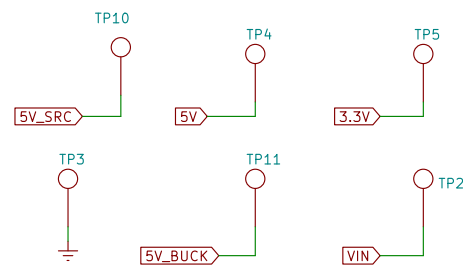 TP10
TP4
TP5
5V_SRC
5V
3.3V
TP3
TP11
TP2
5V_BUCK
VIN